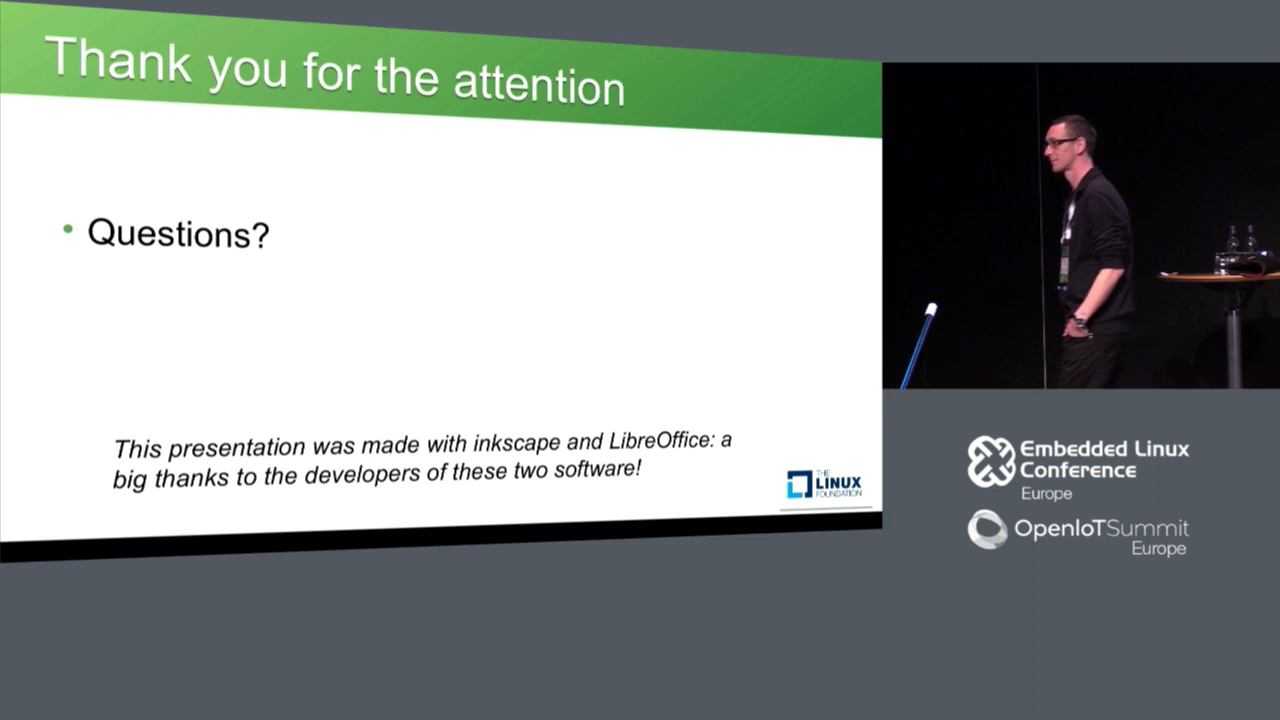 Thank you for the attention
• Questions?
This presentation was made with inkscape and LibreOffice: a
big thanks to the developers of these two software!
THE
LINUX
FOUNDATION
Embedded Linux
Conference
Europe
OpenIoTSummit
Europe